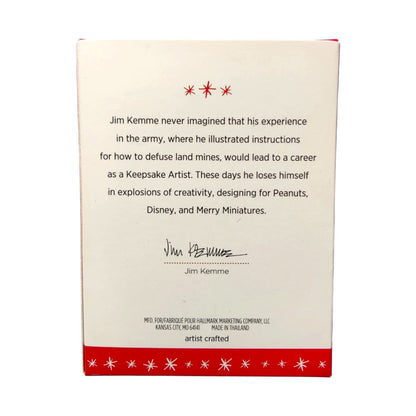 Jim Kemme never imagined that his experience
in the army, where he illustrated instructions
for how to defuse land mines, would lead to a career
as a Keepsake Artist. These days he loses himself
in explosions of creativity, designing for Peanuts,
Disney, and Merry Miniatures.
Jim Kemme
Jim Kemme
MFD. FOR/FABRIQUÉ POUR HALLMARK MARKETING COMPANY, LLC
KANSAS CITY, MO 64141 MADE IN THAILAND
artist crafted